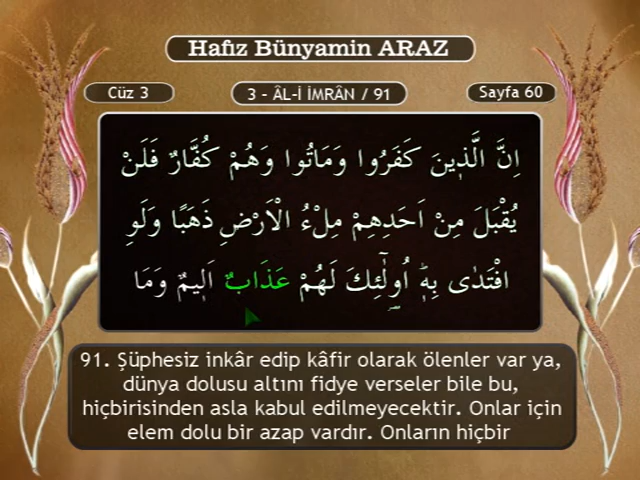 Hafız Bünyamin ARAZ
Cüz 3
3 - ÂL-İ İMRÂN / 91
Sayfa 60
اِنَّ الَّذ۪ينَ كَفَرُوا وَمَاتُوا وَهُمْ كُفَّارٌ فَلَنْ
يُقْبَلَ مِنْ اَحَدِهِمْ مِلْءُ الْاَرْضِ ذَهَبًا وَلَوِ
افْتَدٰى بِه۪ۜ اُو۬لٰٓئِكَ لَهُمْ عَذَابٌ اَل۪يمٌ وَمَا
91. Şüphesiz inkâr edip kâfir olarak ölenler var ya,
dünya dolusu altını fidye verseler bile bu,
hiçbirisinden asla kabul edilmeyecektir. Onlar için
elem dolu bir azap vardır. Onların hiçbir